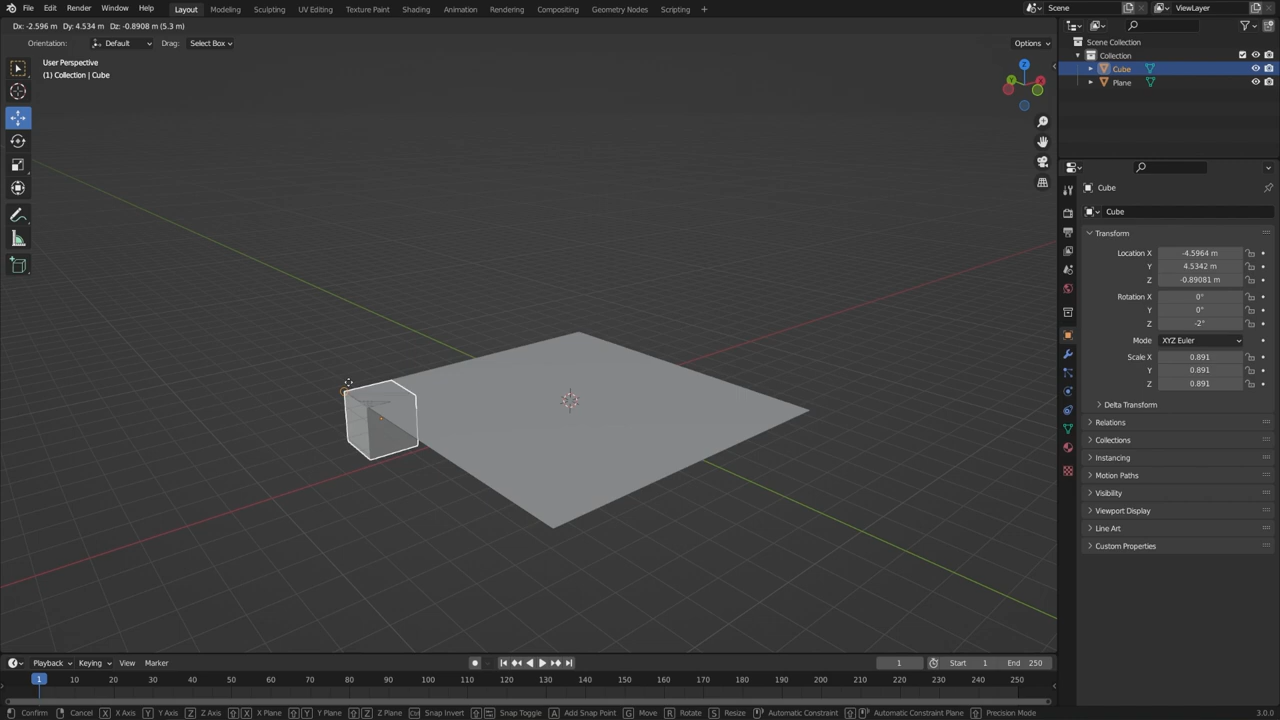 File Edit Render Window Help Layout Modeling Sculpting UV Editing Texture Paint Shading Animation Rendering Compositing Geometry Nodes Scripting + Scene ViewLayer
Dx: -2.596 m Dy: 4.534 m Dz: -0.8908 m (5.3 m)
Orientation: Default Drag: Select Box Options
User Perspective
(1) Collection | Cube
Z
Y
X
Scene Collection
Collection
Cube
Plane
Cube
Cube
Transform
Location X -4.5964 m
Y 4.5342 m
Z -0.89081 m
Rotation X 0°
Y 0°
Z -2°
Mode XYZ Euler
Scale X 0.891
Y 0.891
Z 0.891
Delta Transform
Relations
Collections
Instancing
Motion Paths
Visibility
Viewport Display
Line Art
Custom Properties
Playback Keying View Marker 1 Start 1 End 250
1 10 20 30 40 50 60 70 80 90 100 110 120 130 140 150 160 170 180 190 200 210 220 230 240 250
Confirm Cancel X X Axis Y Y Axis Z Z Axis X X Plane Y Y Plane Z Z Plane Snap Invert Snap Toggle A Add Snap Point G Move R Rotate S Resize Automatic Constraint Automatic Constraint Plane Precision Mode 3.0.0